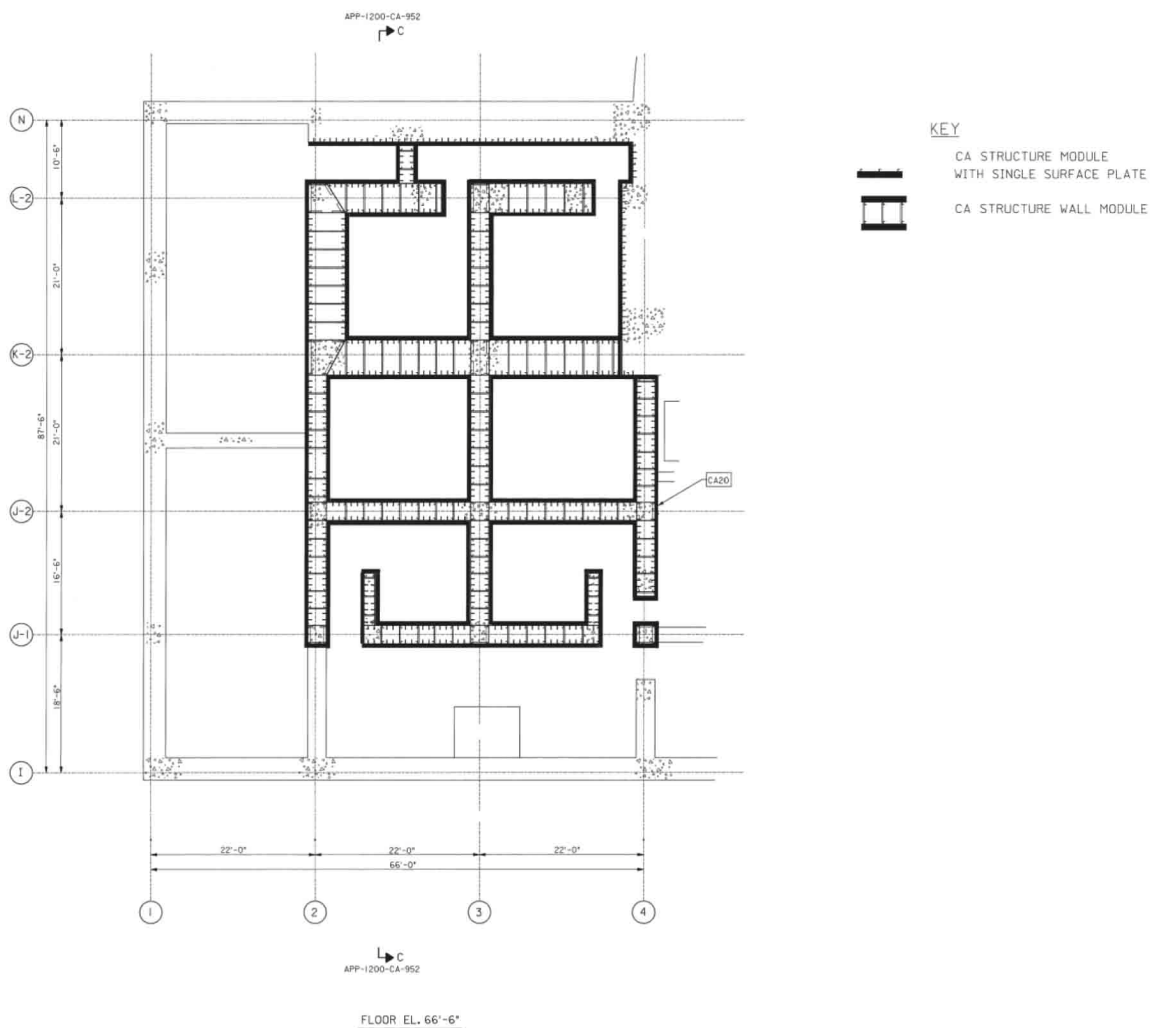 APP-1200-CA-952
C
N
KEY
CA STRUCTURE MODULE
WITH SINGLE SURFACE PLATE
CA STRUCTURE WALL MODULE
10'-6"
L-2
21'-0"
K-2
87'-6"
21'-0"
CA20
J-2
16'-6"
J-1
18'-6"
I
22'-0"
22'-0"
22'-0"
66'-0"
1
2
3
4
C
APP-1200-CA-952
FLOOR EL. 66'-6"